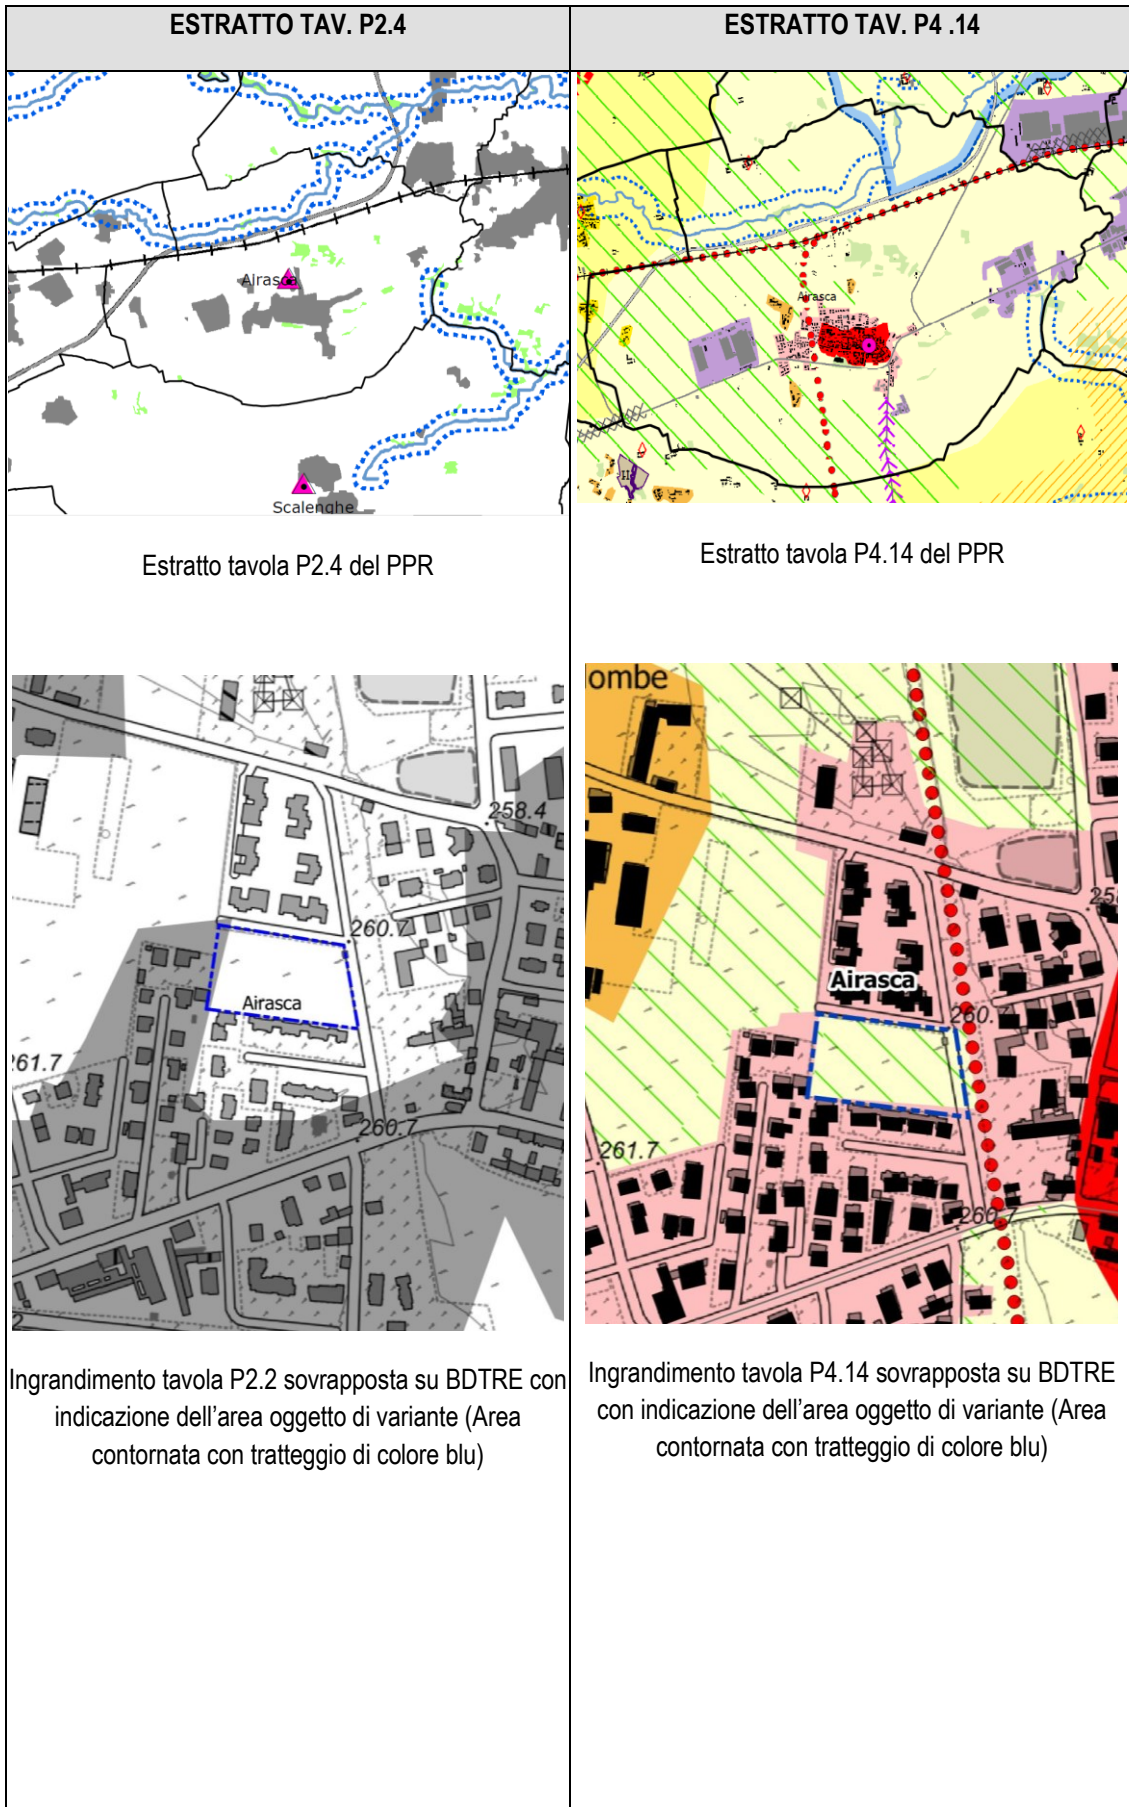 ESTRATTO TAV. P2.4
ESTRATTO TAV. P4 .14
Airasca
Scalenghe
Airasca
H
Estratto tavola P2.4 del PPR
Estratto tavola P4.14 del PPR
258.4
260.7
Airasca
261.7
260.7
2
ombe
258
Airasca
260.7
261.7
260.7
Ingrandimento tavola P2.2 sovrapposta su BDTRE con
indicazione dell'area oggetto di variante (Area
contornata con tratteggio di colore blu)
Ingrandimento tavola P4.14 sovrapposta su BDTRE
con indicazione dell'area oggetto di variante (Area
contornata con tratteggio di colore blu)